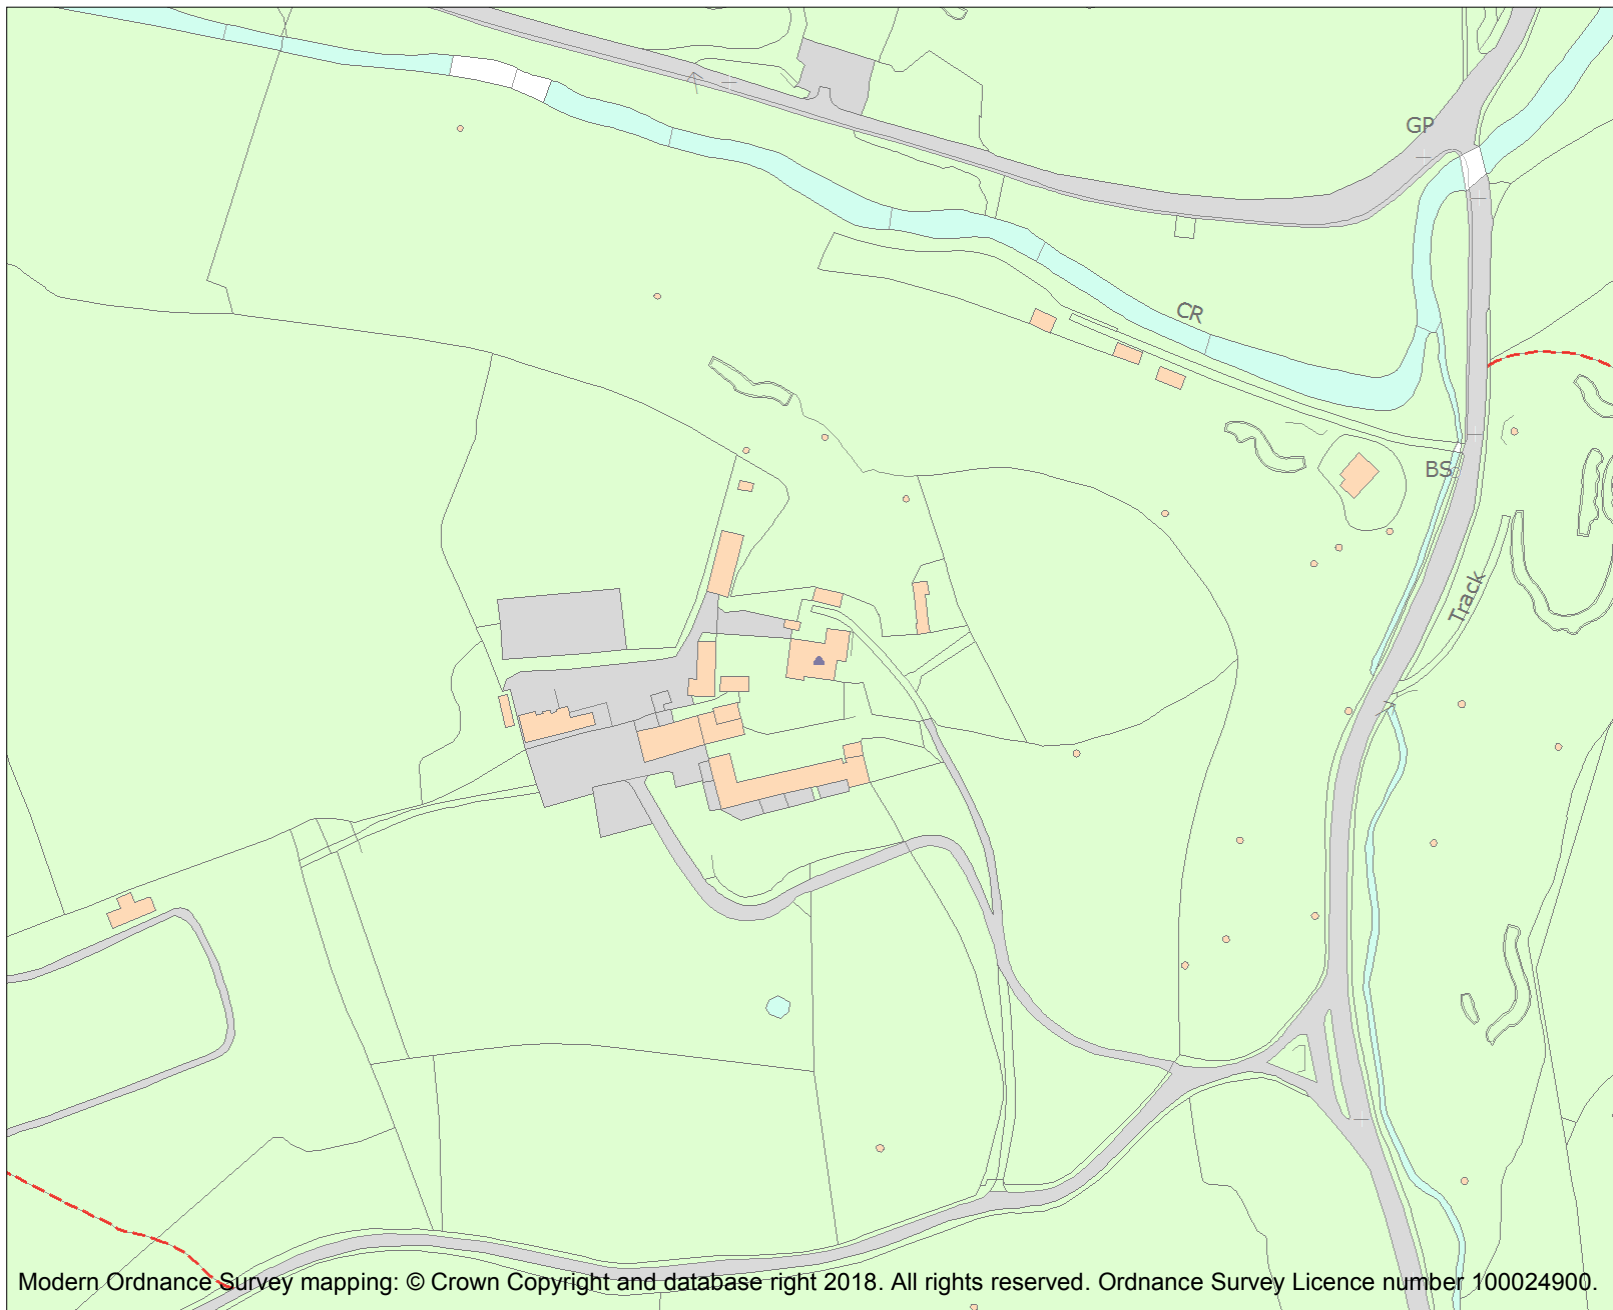 GP
CR
BS
Track
Modern Ordnance Survey mapping: © Crown Copyright and database right 2018. All rights reserved. Ordnance Survey Licence number 100024900.